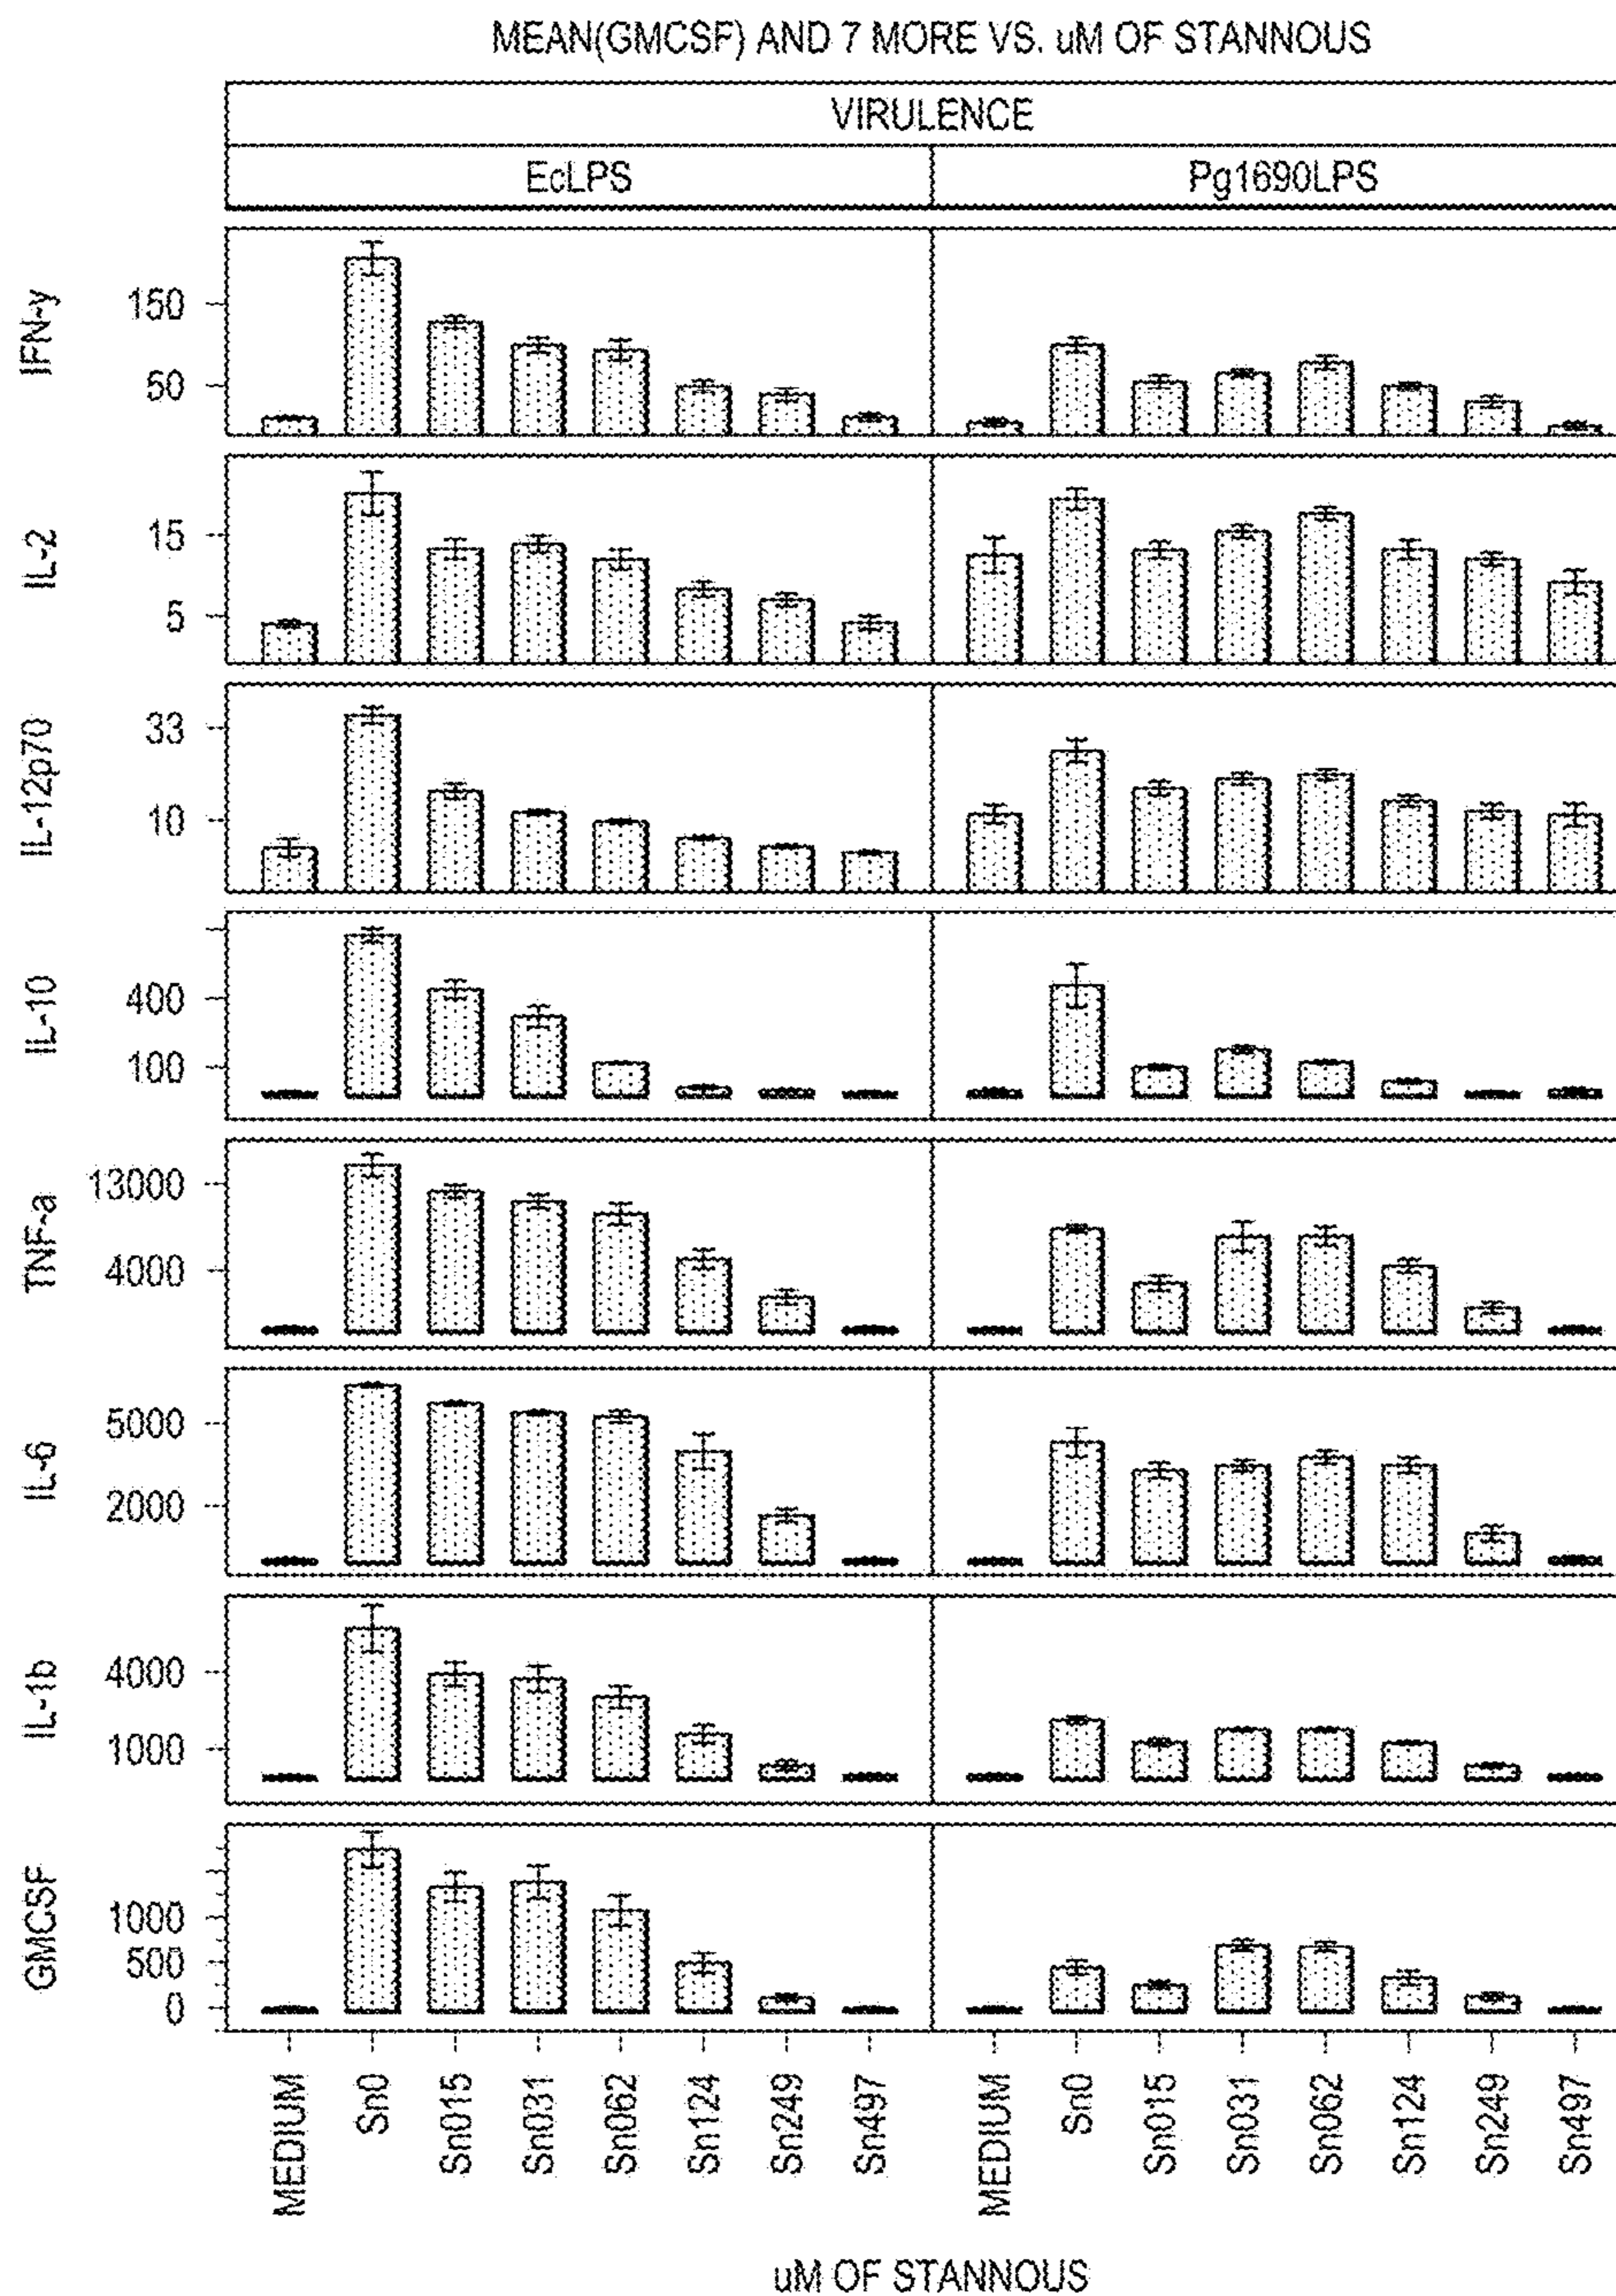 MEAN(GMCSF) AND 7 MORE VS. uM OF STANNOUS
VIRULENCE
EcLPS Pg1690LPS
IFN-y
150
50
IL-2
15
5
IL-12p70
33
10
IL-10
400
100
TNF-a
13000
4000
IL-6
5000
2000
IL-1b
4000
1000
GMCSF
1000
500
0
MEDIUM Sn0 Sn015 Sn031 Sn062 Sn124 Sn249 Sn497 MEDIUM Sn0 Sn015 Sn031 Sn062 Sn124 Sn249 Sn497
uM OF STANNOUS